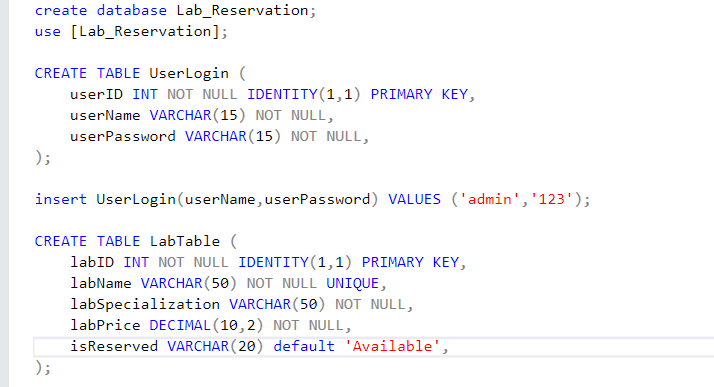 create database Lab_Reservation;
use [Lab_Reservation];
CREATE TABLE UserLogin (
userID INT NOT NULL IDENTITY(1,1) PRIMARY KEY,
userName VARCHAR(15) NOT NULL,
userPassword VARCHAR(15) NOT NULL,
);
insert UserLogin(userName,userPassword) VALUES ('admin','123');
CREATE TABLE LabTable (
labID INT NOT NULL IDENTITY(1,1) PRIMARY KEY,
labName VARCHAR(50) NOT NULL UNIQUE,
labSpecialization VARCHAR(50) NOT NULL,
labPrice DECIMAL(10,2) NOT NULL,
isReserved VARCHAR(20) default 'Available',
);